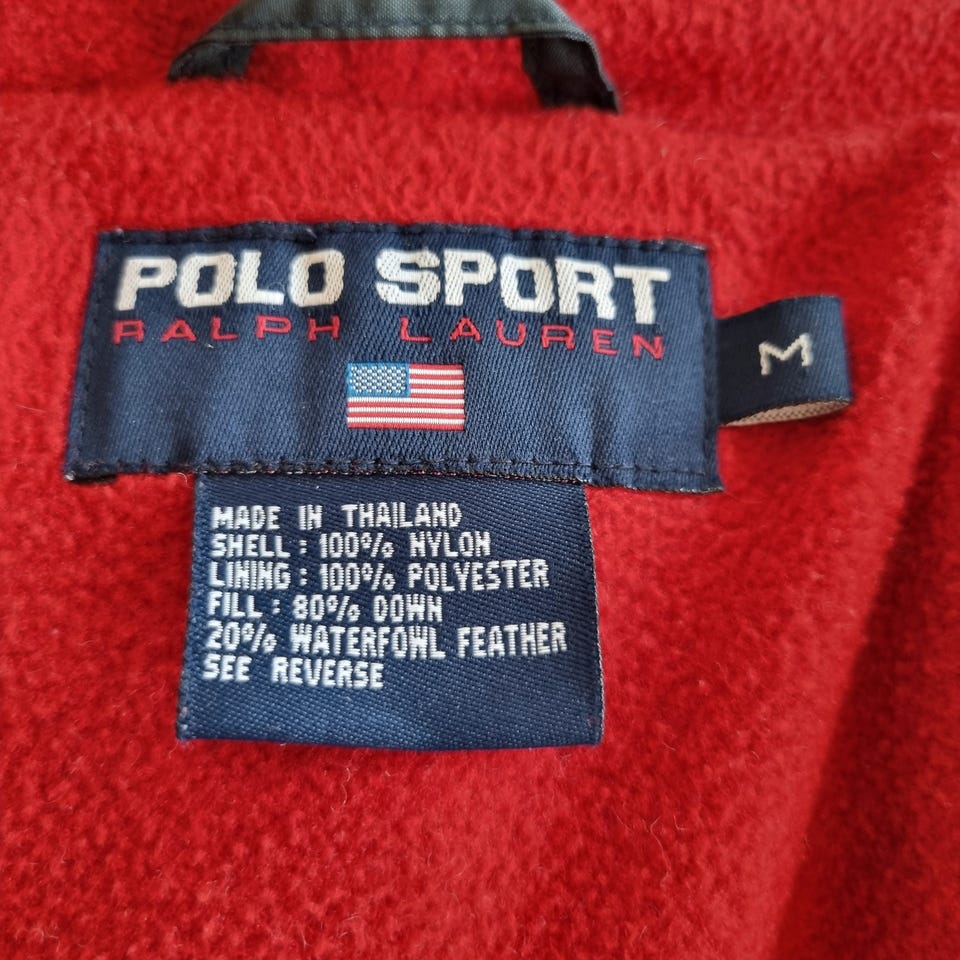 POLO SPORT
RALPH LAUREN
M
MADE IN THAILAND
SHELL : 100% NYLON
LINING : 100% POLYESTER
FILL : 80% DOWN
20% WATERFOWL FEATHER
SEE REVERSE